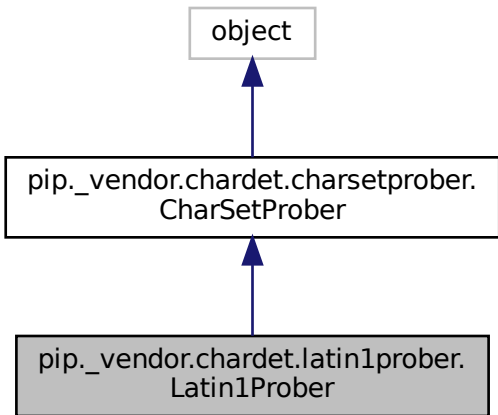 object
pip._vendor.chardet.charsetprober.
CharSetProber
pip._vendor.chardet.latin1prober.
Latin1Prober